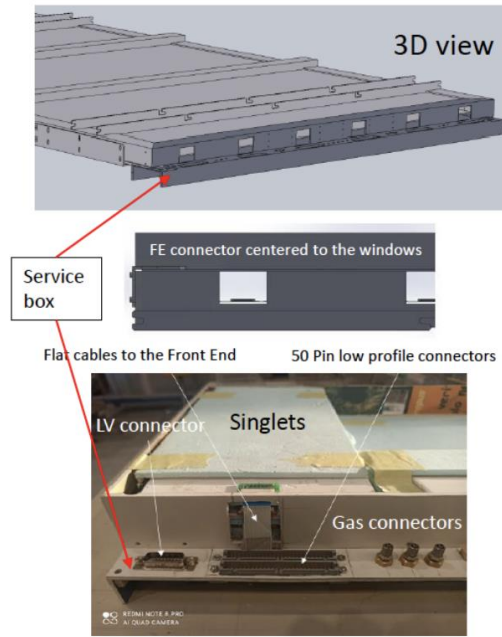 3D view
FE connector centered to the windows
Service
box
Flat cables to the Front End
50 Pin low profile connectors
LV connector
Singlets
Gas connectors
REDMI NOTE 8 PRO
AI QUAD CAMERA